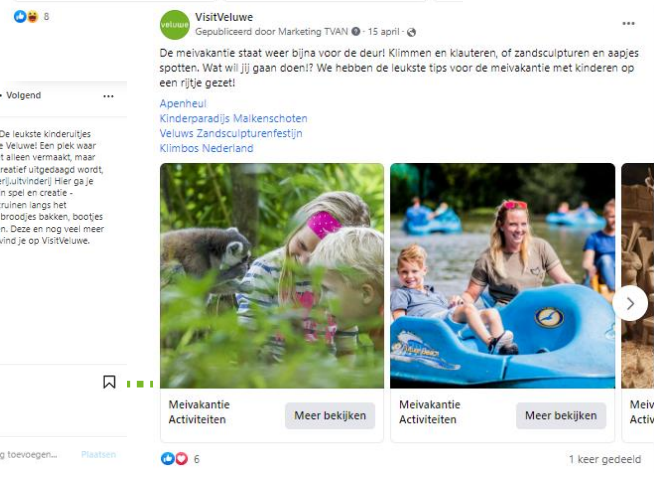 8
• Volgend
De leukste kinderuitjes
e Veluwe! Een plek waar
t alleen vermaakt, maar
reatief uitgedaagd wordt,
erij.uitvinderij Hier ga je
n spel en creatie -
ruinen langs het
broodjes bakken, bootjes
n. Deze en nog veel meer
vind je op VisitVeluwe.
g toevoegen...
Plaatsen
veluwe
VisitVeluwe
Gepubliceerd door Marketing TVAN · 15 april ·
De meivakantie staat weer bijna voor de deur! Klimmen en klauteren, of zandsculpturen en aapjes
spotten. Wat wil jij gaan doen!? We hebben de leukste tips voor de meivakantie met kinderen op
een rijtje gezet!
Apenheul
Kinderparadijs Malkenschoten
Veluws Zandsculpturenfestijn
Klimbos Nederland
Meivakantie
Activiteiten
Meer bekijken
Meivakantie
Activiteiten
Meer bekijken
Meiv
Activ
6
1 keer gedeeld